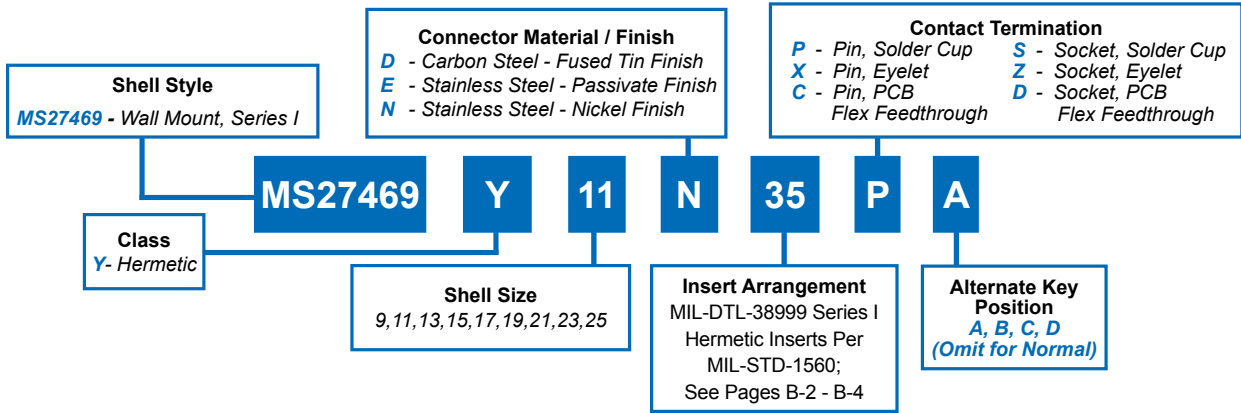 Shell Style
MS27469 - Wall Mount, Series I
Connector Material / Finish
D - Carbon Steel - Fused Tin Finish
E - Stainless Steel - Passivate Finish
N - Stainless Steel - Nickel Finish
Contact Termination
P - Pin, Solder Cup
X - Pin, Eyelet
C - Pin, PCB
Flex Feedthrough
S - Socket, Solder Cup
Z - Socket, Eyelet
D - Socket, PCB
Flex Feedthrough
MS27469 Y 11 N 35 P A
Class
Y- Hermetic
Shell Size
9,11,13,15,17,19,21,23,25
Insert Arrangement
MIL-DTL-38999 Series I
Hermetic Inserts Per
MIL-STD-1560;
See Pages B-2 - B-4
Alternate Key
Position
A, B, C, D
(Omit for Normal)